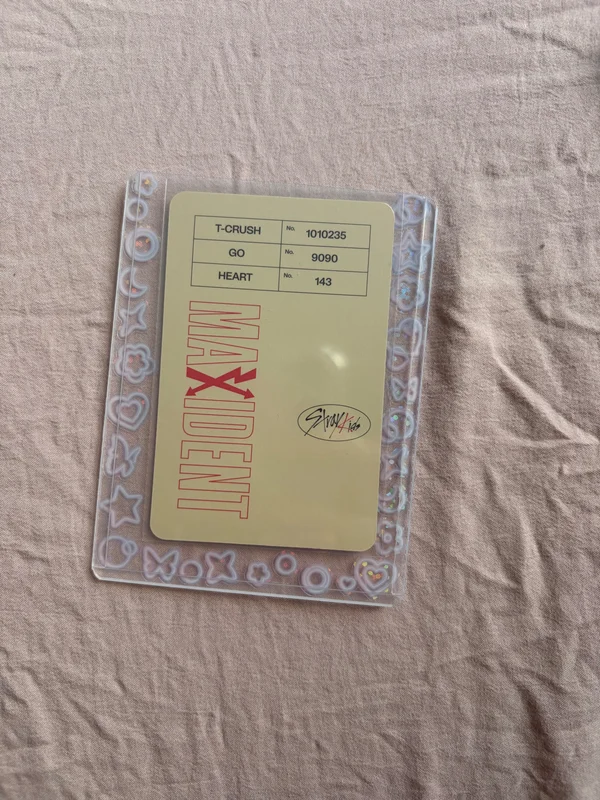 T-CRUSH No. 1010235
GO No. 9090
HEART No. 143
MAXIDENT
Stray Kids